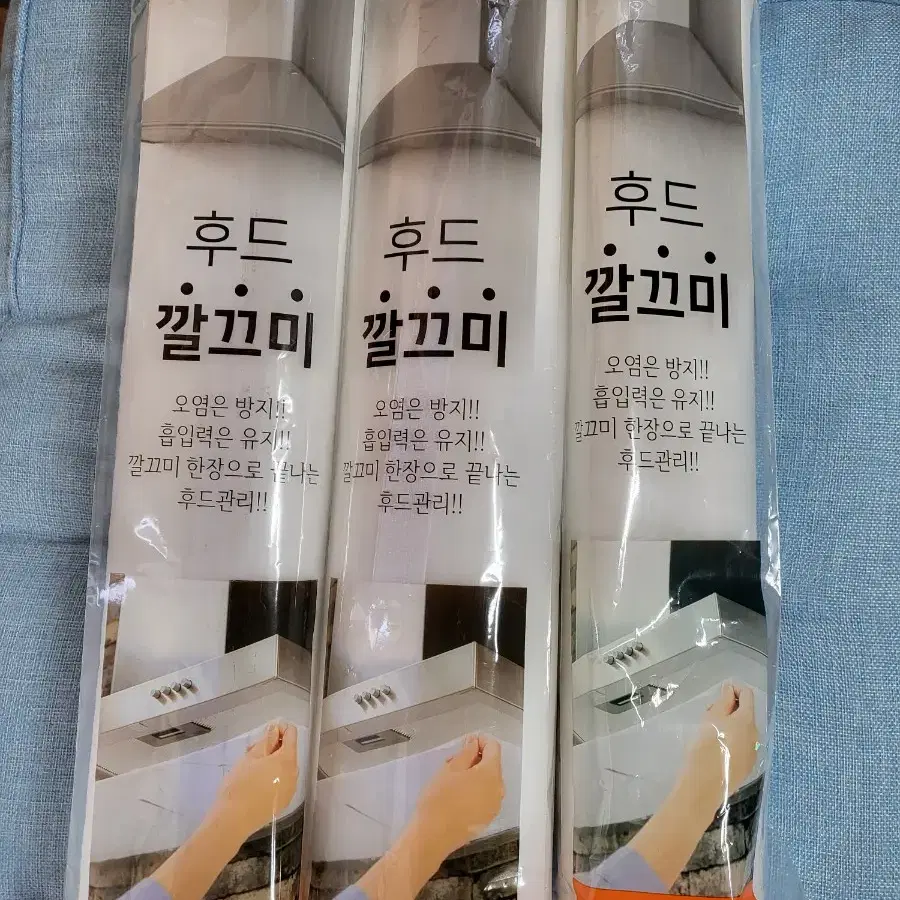 후드
깔끄미
오염은 방지!!
흡입력은 유지!!
깔끄미 한장으로 끝나는
후드관리!!
후드
깔끄미
오염은 방지!!
흡입력은 유지!!
깔끄미 한장으로 끝나는
후드관리!!
후드
깔끄미
오염은 방지!!
흡입력은 유지!!
깔끄미 한장으로 끝나는
후드관리!!